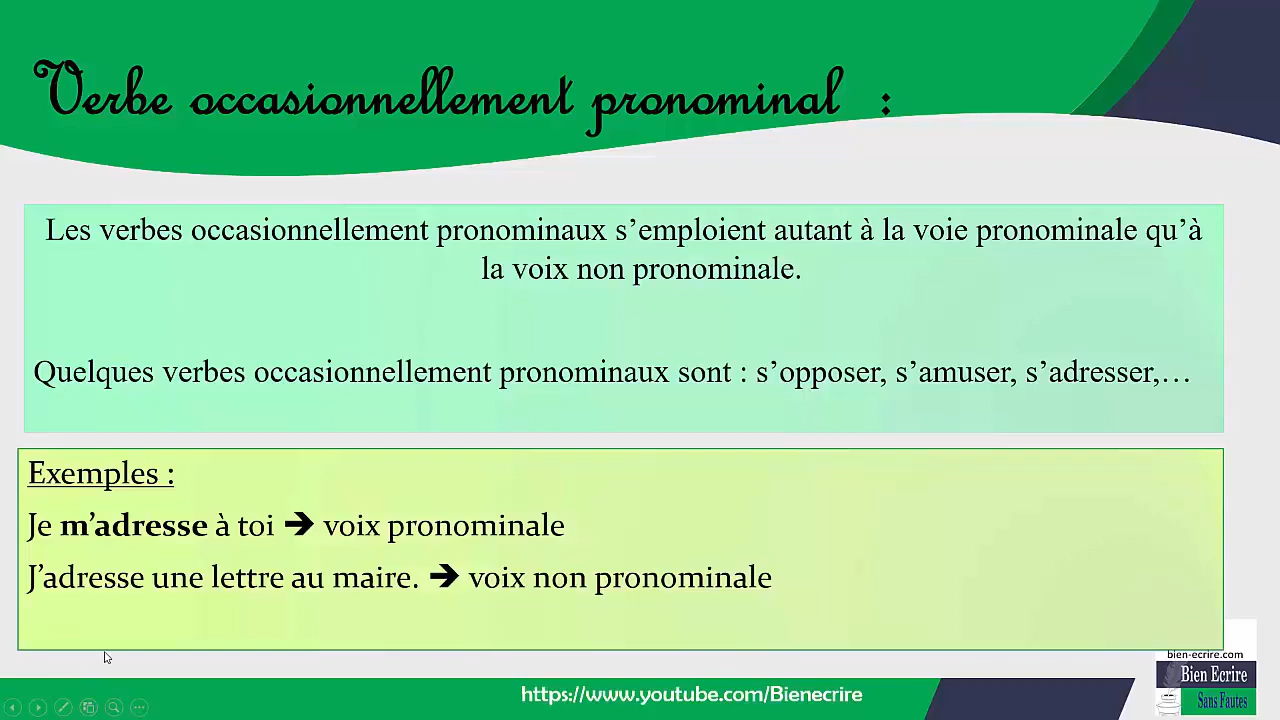 Verbe occasionnellement pronominal :
Les verbes occasionnellement pronominaux s’emploient autant à la voie pronominale qu’à
la voix non pronominale.
Quelques verbes occasionnellement pronominaux sont : s’opposer, s’amuser, s’adresser,…
Exemples :
Je m’adresse à toi ➔ voix pronominale
J’adresse une lettre au maire. ➔ voix non pronominale
bien-ecrire.com
Bien Ecrire
Sans Fautes
https://www.youtube.com/Bienecrire